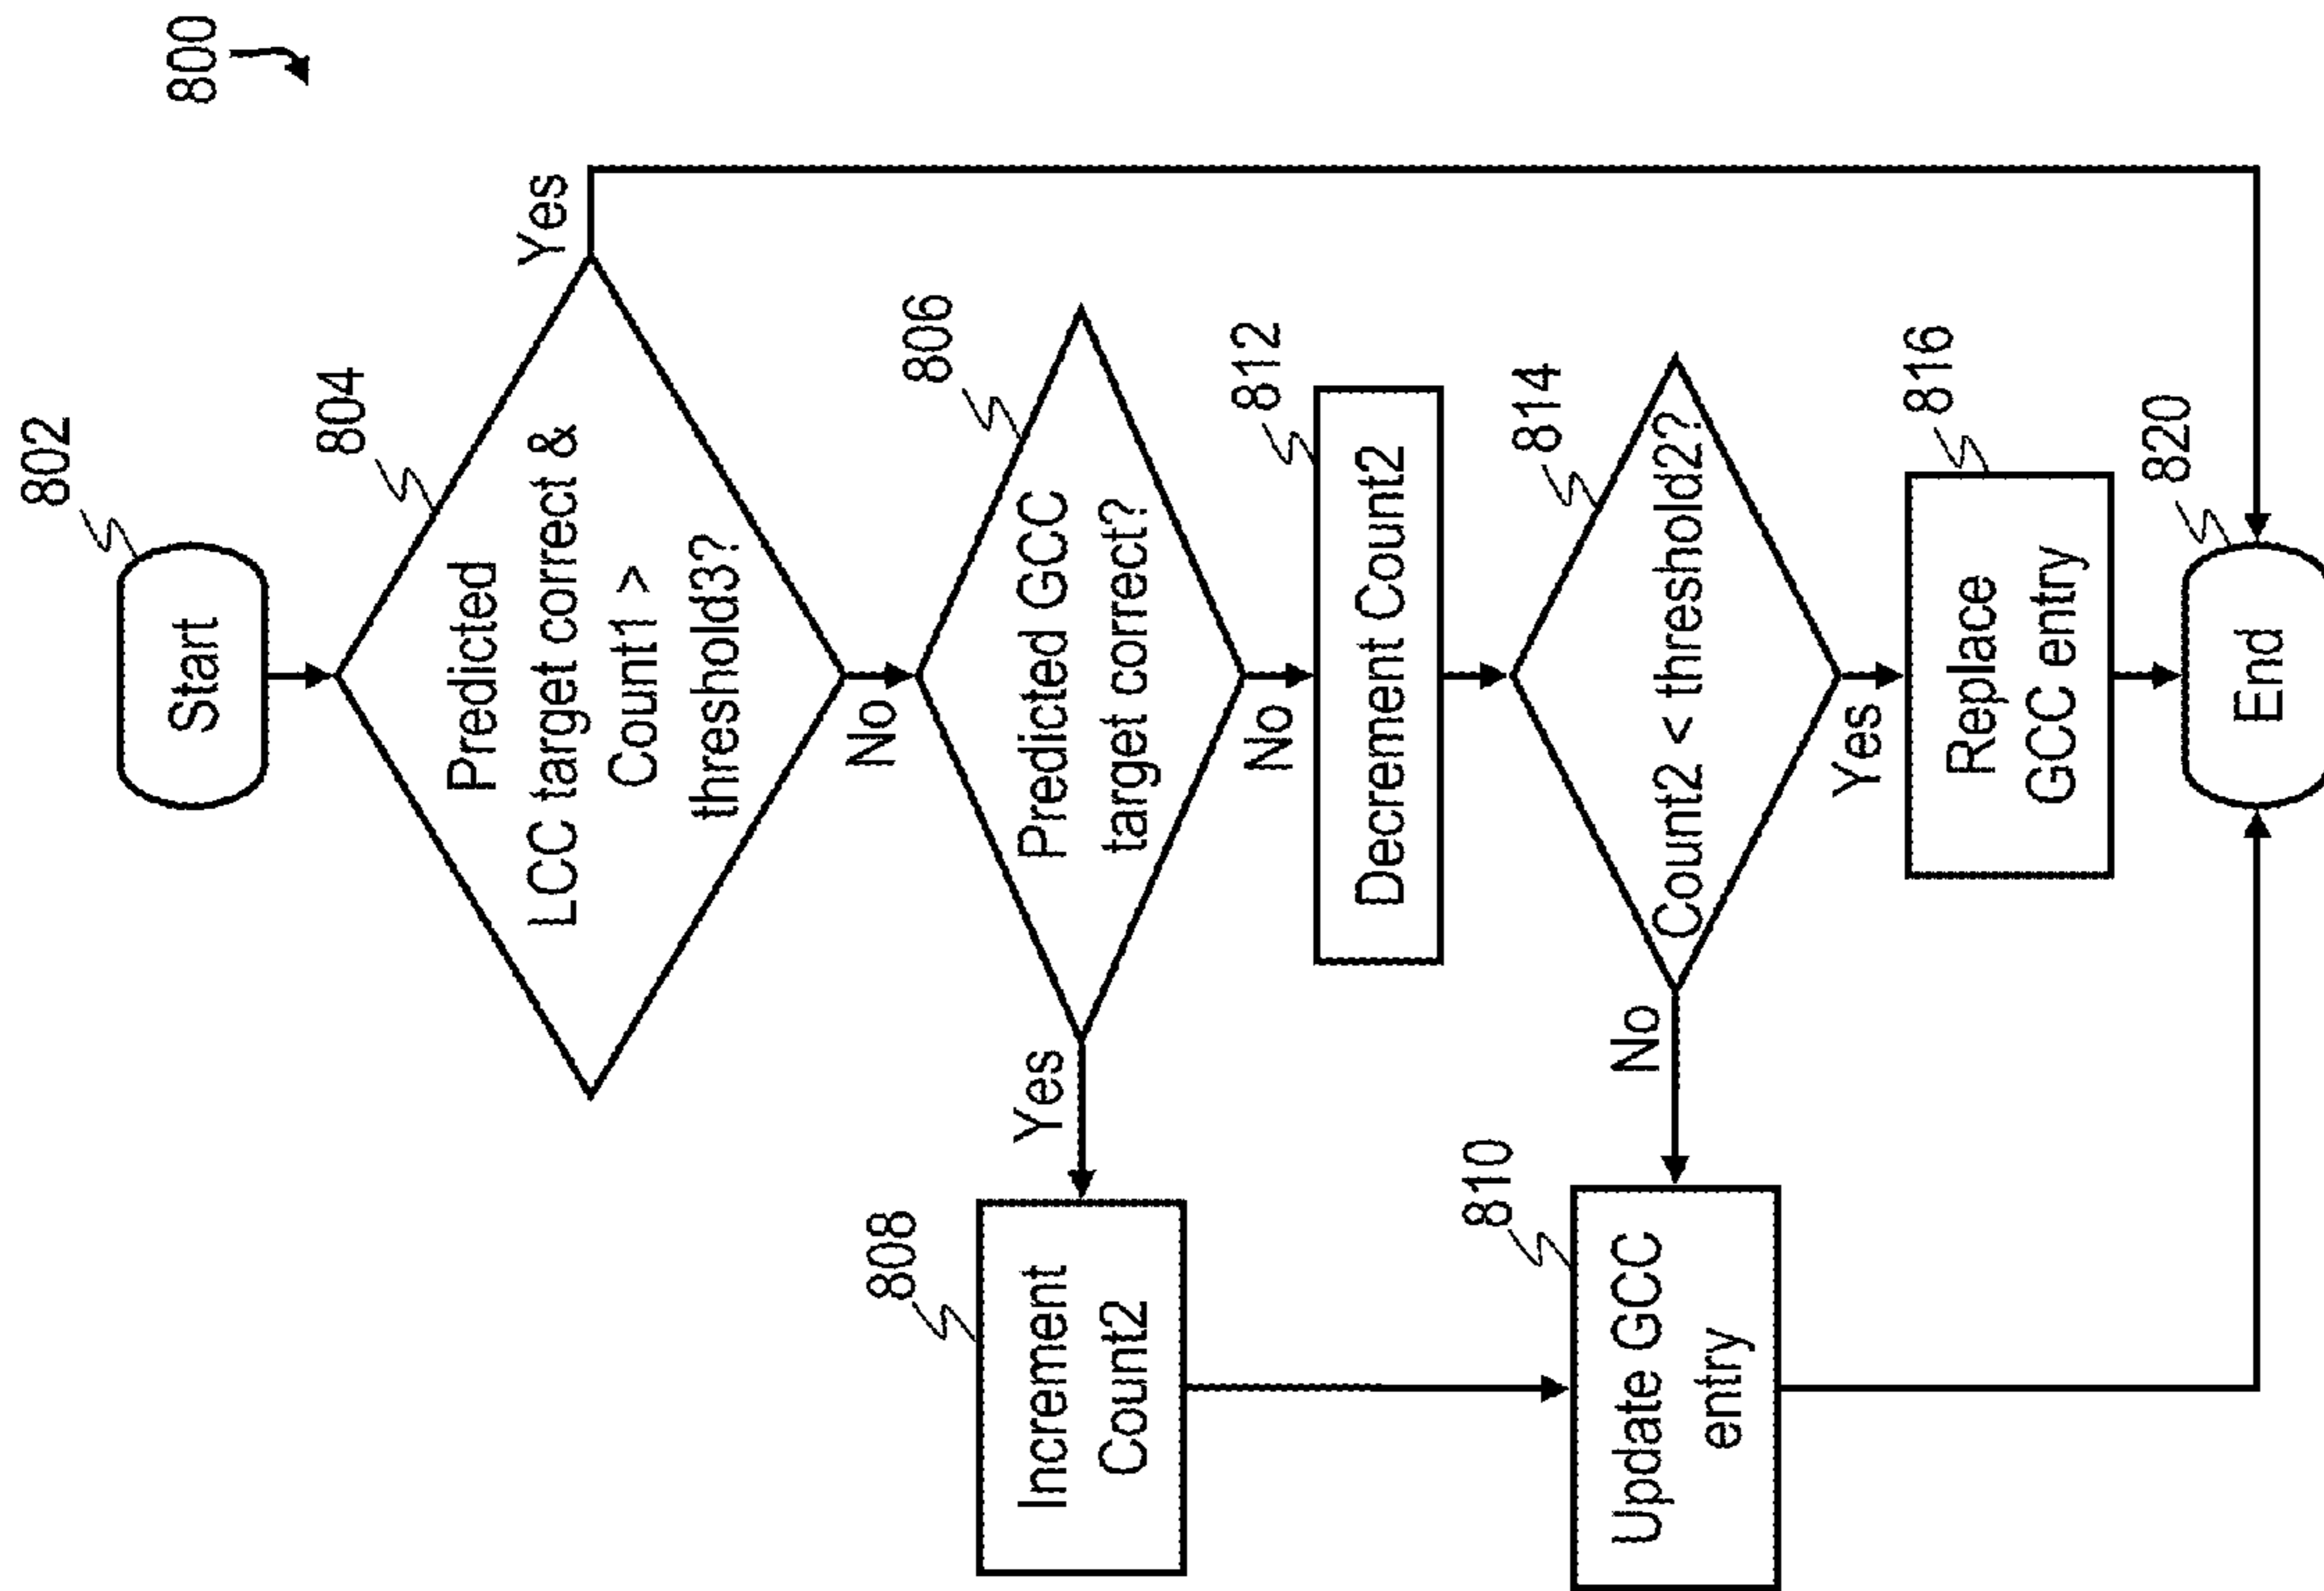 800
802
Start
804
Predicted
LCC target correct &
Count1 >
threshold3?
Yes
No
806
Predicted GCC
target correct?
Yes
No
808
Increment
Count2
812
Decrement Count2
814
Count2 < threshold2?
No
Yes
810
Update GCC
entry
816
Replace
GCC entry
820
End